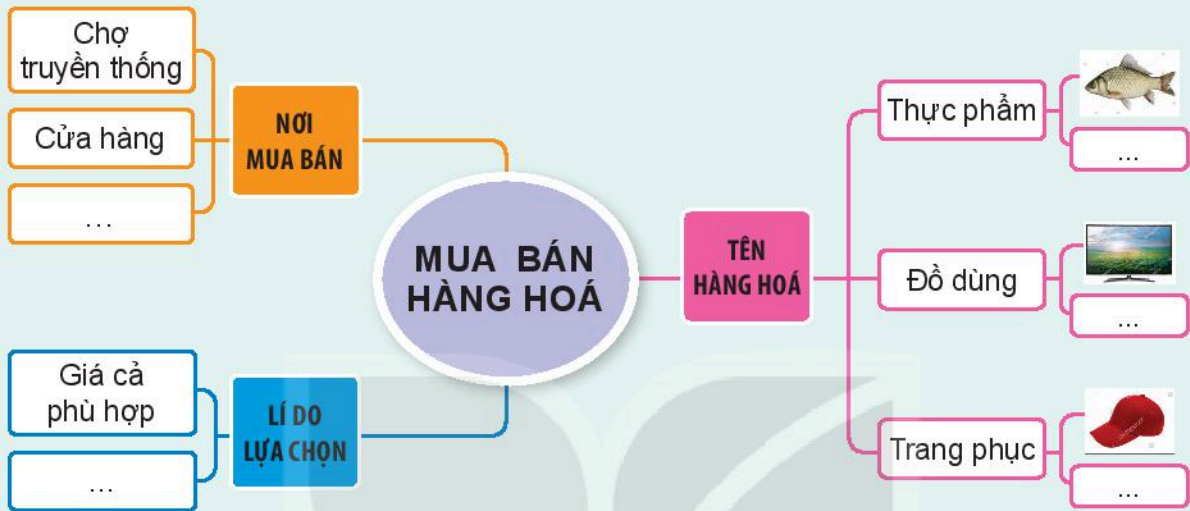 Chợ
truyền thống
Cửa hàng
...
NƠI
MUA BÁN
Giá cả
phù hợp
...
LÍ DO
LỰA CHỌN
MUA BÁN
HÀNG HOÁ
TÊN
HÀNG HOÁ
Thực phẩm
...
Đồ dùng
...
Trang phục
...